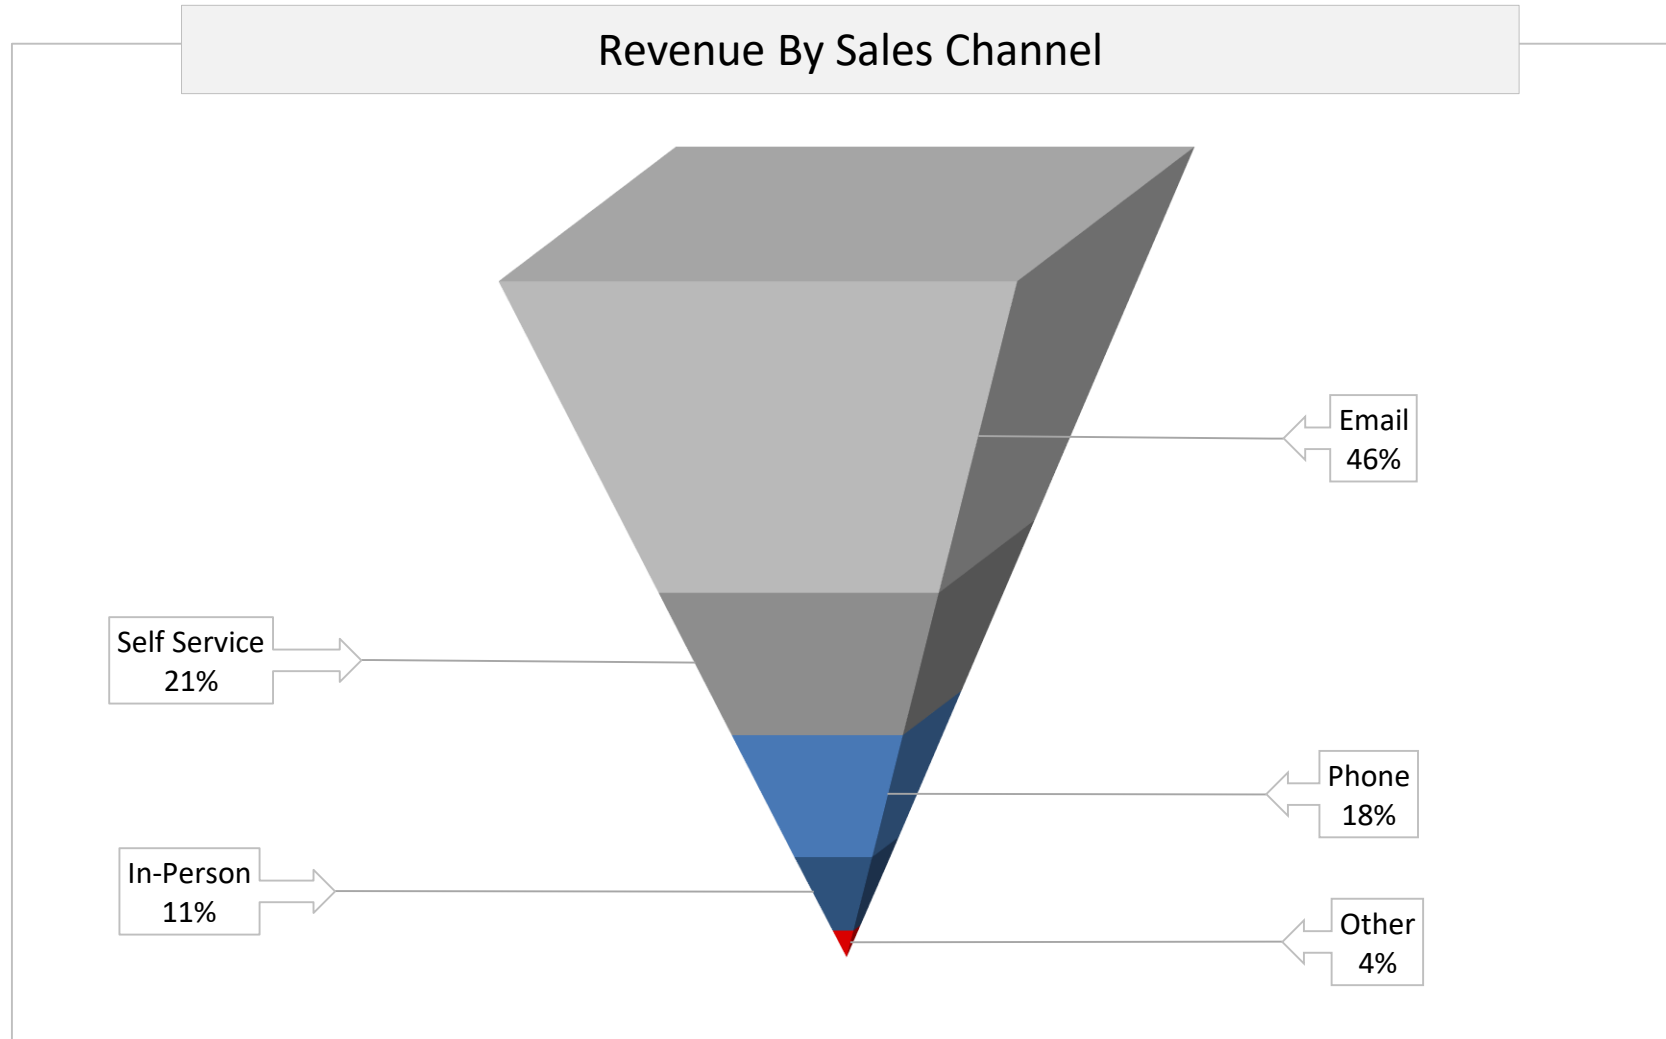 Revenue By Sales Channel
Email
46%
Self Service
21%
Phone
18%
In-Person
11%
Other
4%